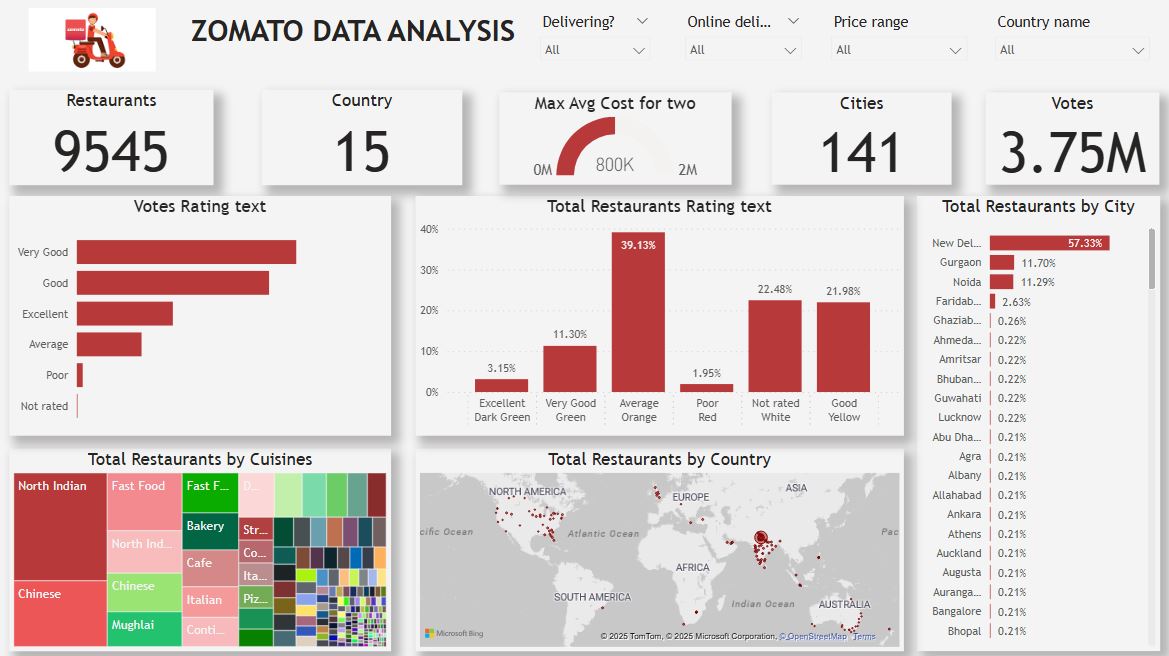 zomato
ZOMATO DATA ANALYSIS
Delivering?
All
Online deli...
All
Price range
All
Country name
All
Restaurants
9545
Country
15
Max Avg Cost for two
0M
800K
2M
Cities
141
Votes
3.75M
Votes Rating text
Very Good
Good
Excellent
Average
Poor
Not rated
Total Restaurants Rating text
40%
30%
20%
10%
0%
3.15%
11.30%
39.13%
1.95%
22.48%
21.98%
Excellent
Dark Green
Very Good
Green
Average
Orange
Poor
Red
Not rated
White
Good
Yellow
Total Restaurants by City
New Del... 57.33%
Gurgaon 11.70%
Noida 11.29%
Faridab... 2.63%
Ghaziab... 0.26%
Ahmeda... 0.22%
Amritsar 0.22%
Bhuban... 0.22%
Guwahati 0.22%
Lucknow 0.22%
Abu Dha... 0.21%
Agra 0.21%
Albany 0.21%
Allahabad 0.21%
Ankara 0.21%
Athens 0.21%
Auckland 0.21%
Augusta 0.21%
Auranga... 0.21%
Bangalore 0.21%
Bhopal 0.21%
Total Restaurants by Cuisines
North Indian
Chinese
Fast Food
North Ind...
Chinese
Mughlai
Fast F...
Bakery
Cafe
Italian
Conti...
D...
Str...
Co...
Ita...
Piz...
Total Restaurants by Country
NORTH AMERICA
EUROPE
ASIA
cific Ocean
Atlantic Ocean
Pac
AFRICA
SOUTH AMERICA
Indian Ocean
AUSTRALIA
Microsoft Bing
© 2025 TomTom, © 2025 Microsoft Corporation, © OpenStreetMap Terms